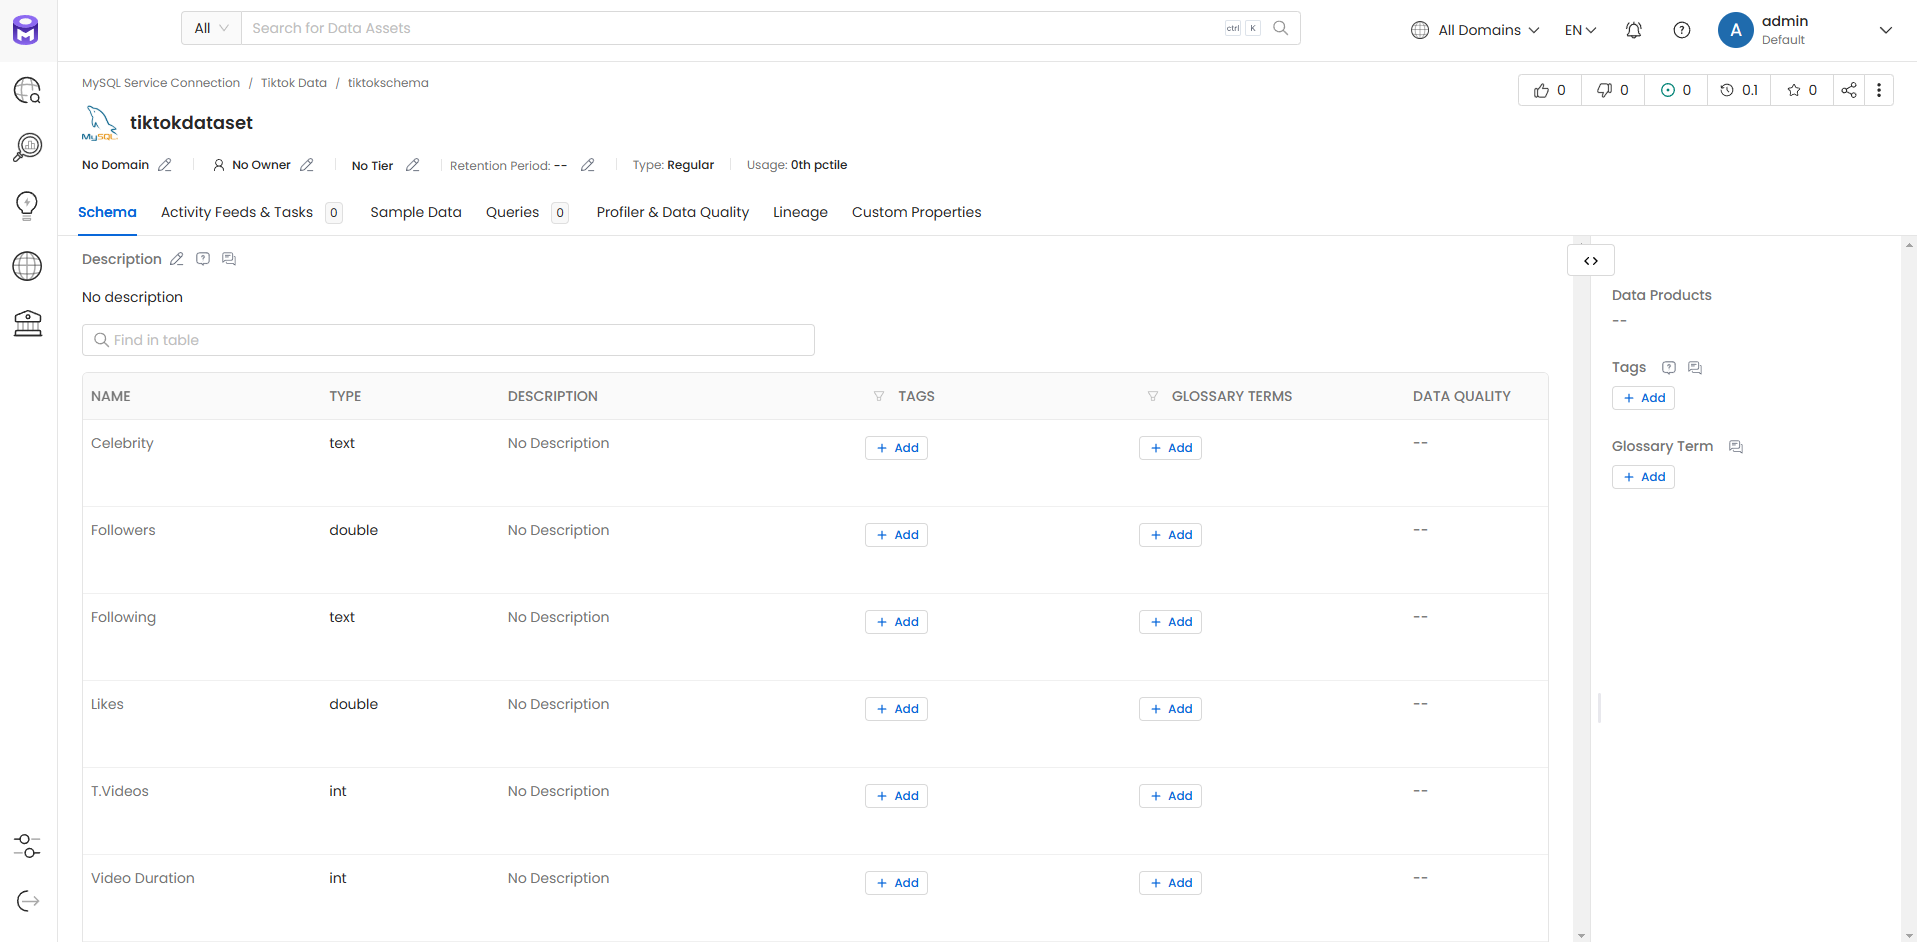 All Search for Data Assets ctrl K All Domains EN admin
A Default
MySQL Service Connection / Tiktok Data / tiktokschema
0 0 0 0.1 0
MySQL tiktokdataset
No Domain No Owner No Tier Retention Period: -- Type: Regular Usage: 0th pctile
Schema Activity Feeds & Tasks 0 Sample Data Queries 0 Profiler & Data Quality Lineage Custom Properties
Description
No description
Find in table
NAME TYPE DESCRIPTION TAGS GLOSSARY TERMS DATA QUALITY
Celebrity text No Description + Add + Add --
Followers double No Description + Add + Add --
Following text No Description + Add + Add --
Likes double No Description + Add + Add --
T.Videos int No Description + Add + Add --
Video Duration int No Description + Add + Add --
Data Products
--
Tags
+ Add
Glossary Term
+ Add